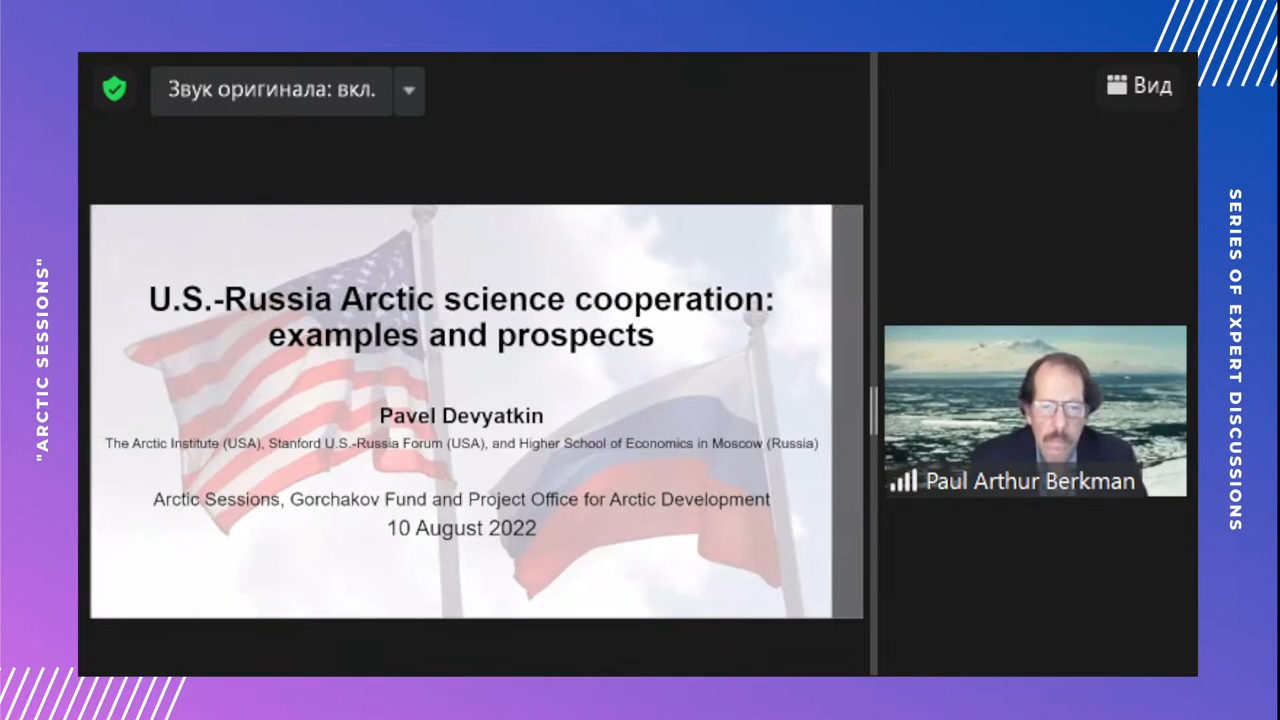 "ARCTIC SESSIONS"
Звук оригинала: вкл.
Вид
U.S.-Russia Arctic science cooperation:
examples and prospects
Pavel Devyatkin
The Arctic Institute (USA), Stanford U.S.-Russia Forum (USA), and Higher School of Economics in Moscow (Russia)
Arctic Sessions, Gorchakov Fund and Project Office for Arctic Development
10 August 2022
Paul Arthur Berkman
SERIES OF EXPERT DISCUSSIONS